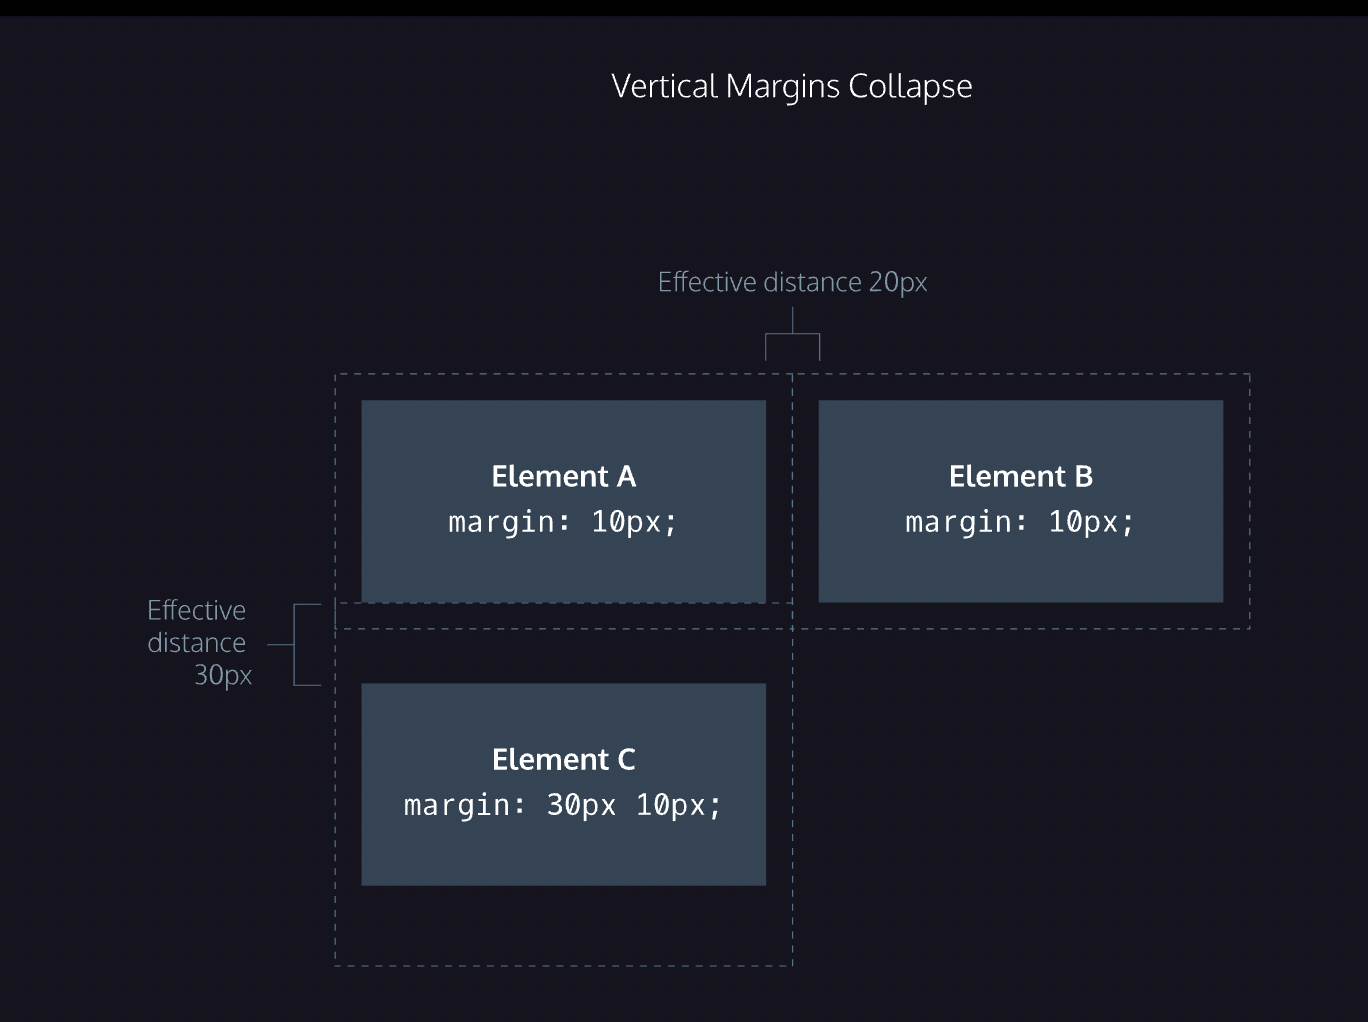 Vertical Margins Collapse
Effective distance 20px
Element A
margin: 10px;
Element B
margin: 10px;
Effective
distance
30px
Element C
margin: 30px 10px;